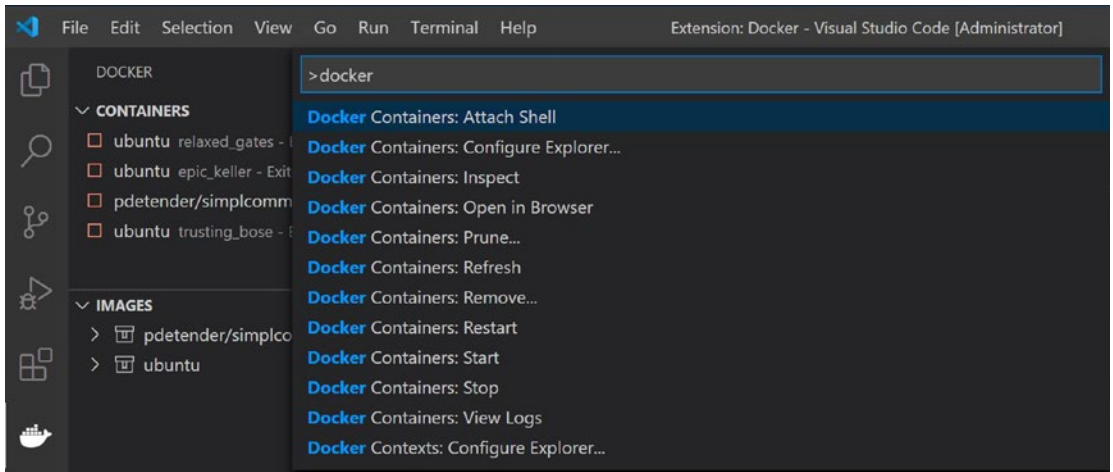 File Edit Selection View Go Run Terminal Help Extension: Docker - Visual Studio Code [Administrator]
DOCKER
CONTAINERS
ubuntu relaxed_gates -
ubuntu epic_keller - Exit
pdetender/simplcomm
ubuntu trusting_bose -
IMAGES
pdetender/simplco
ubuntu
>docker
Docker Containers: Attach Shell
Docker Containers: Configure Explorer...
Docker Containers: Inspect
Docker Containers: Open in Browser
Docker Containers: Prune...
Docker Containers: Refresh
Docker Containers: Remove...
Docker Containers: Restart
Docker Containers: Start
Docker Containers: Stop
Docker Containers: View Logs
Docker Contexts: Configure Explorer...